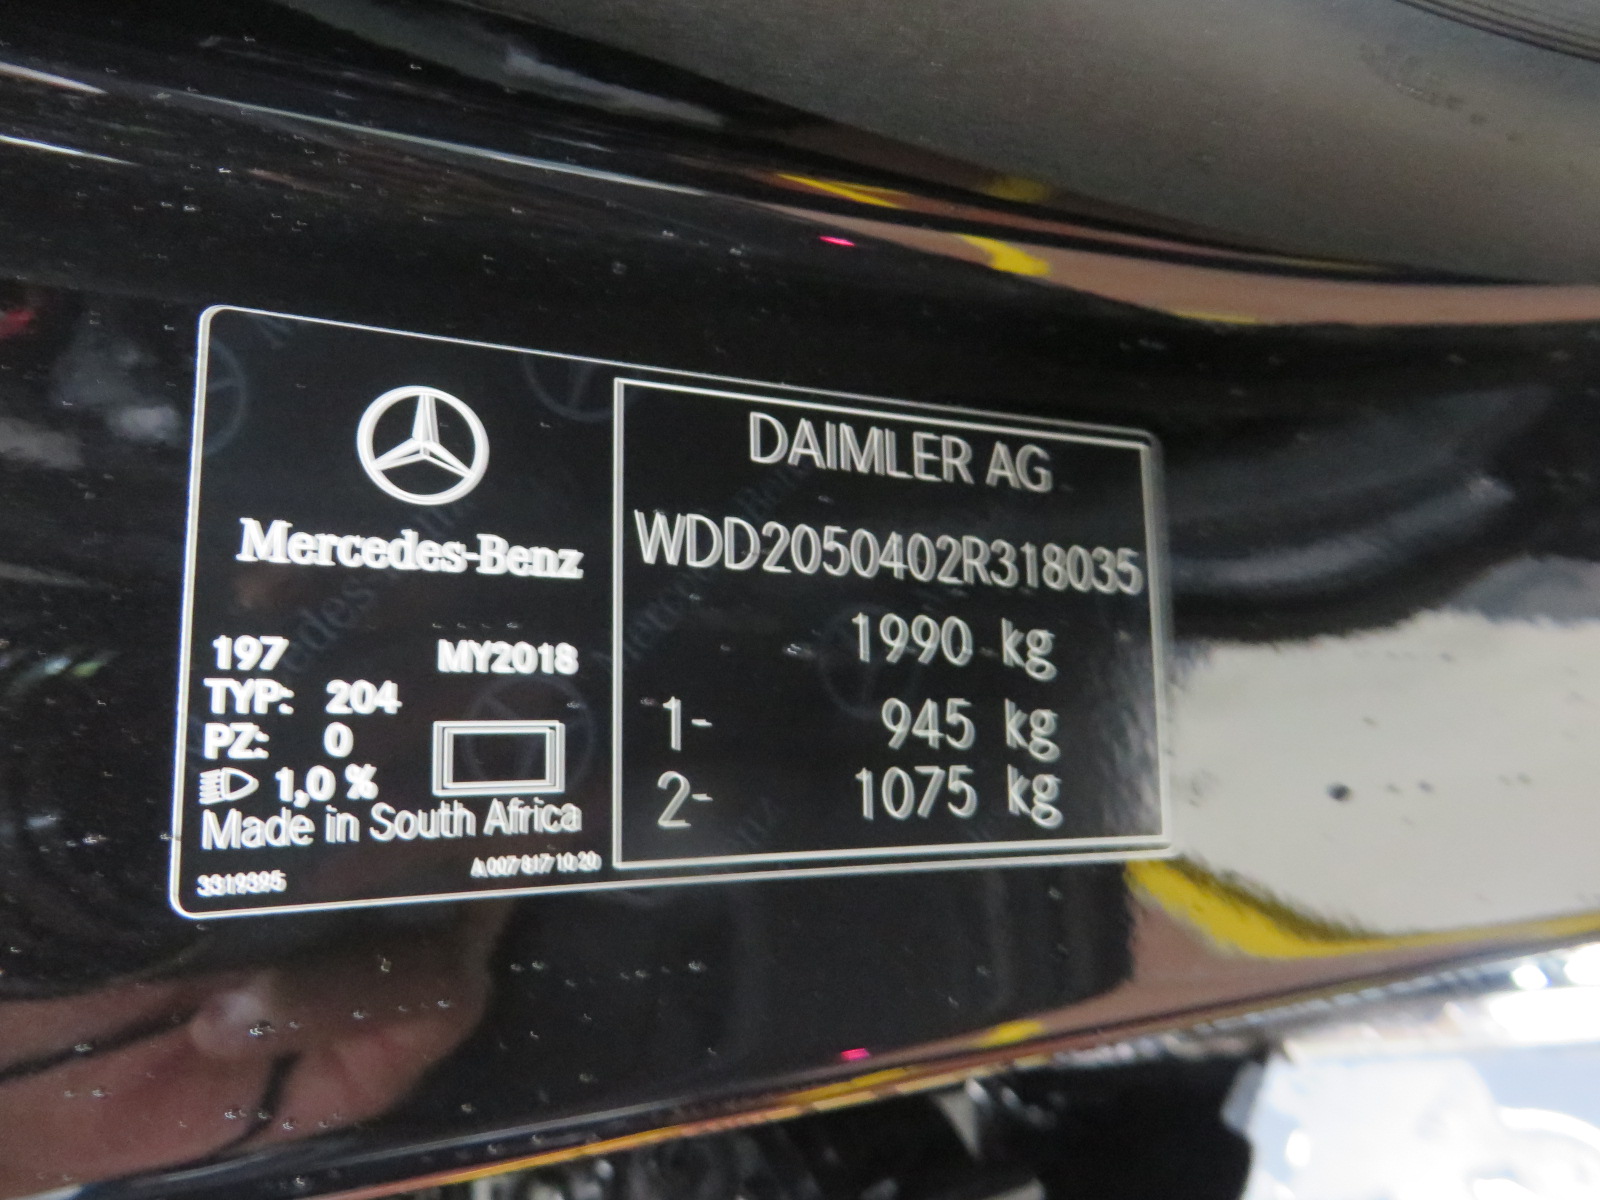 Mercedes-Benz
197 MY2018
TYP: 204
PZ: 0
1,0 %
Made in South Africa
3319395
A 007 817 10 20
DAIMLER AG
WDD2050402R318035
1990 kg
1- 945 kg
2- 1075 kg